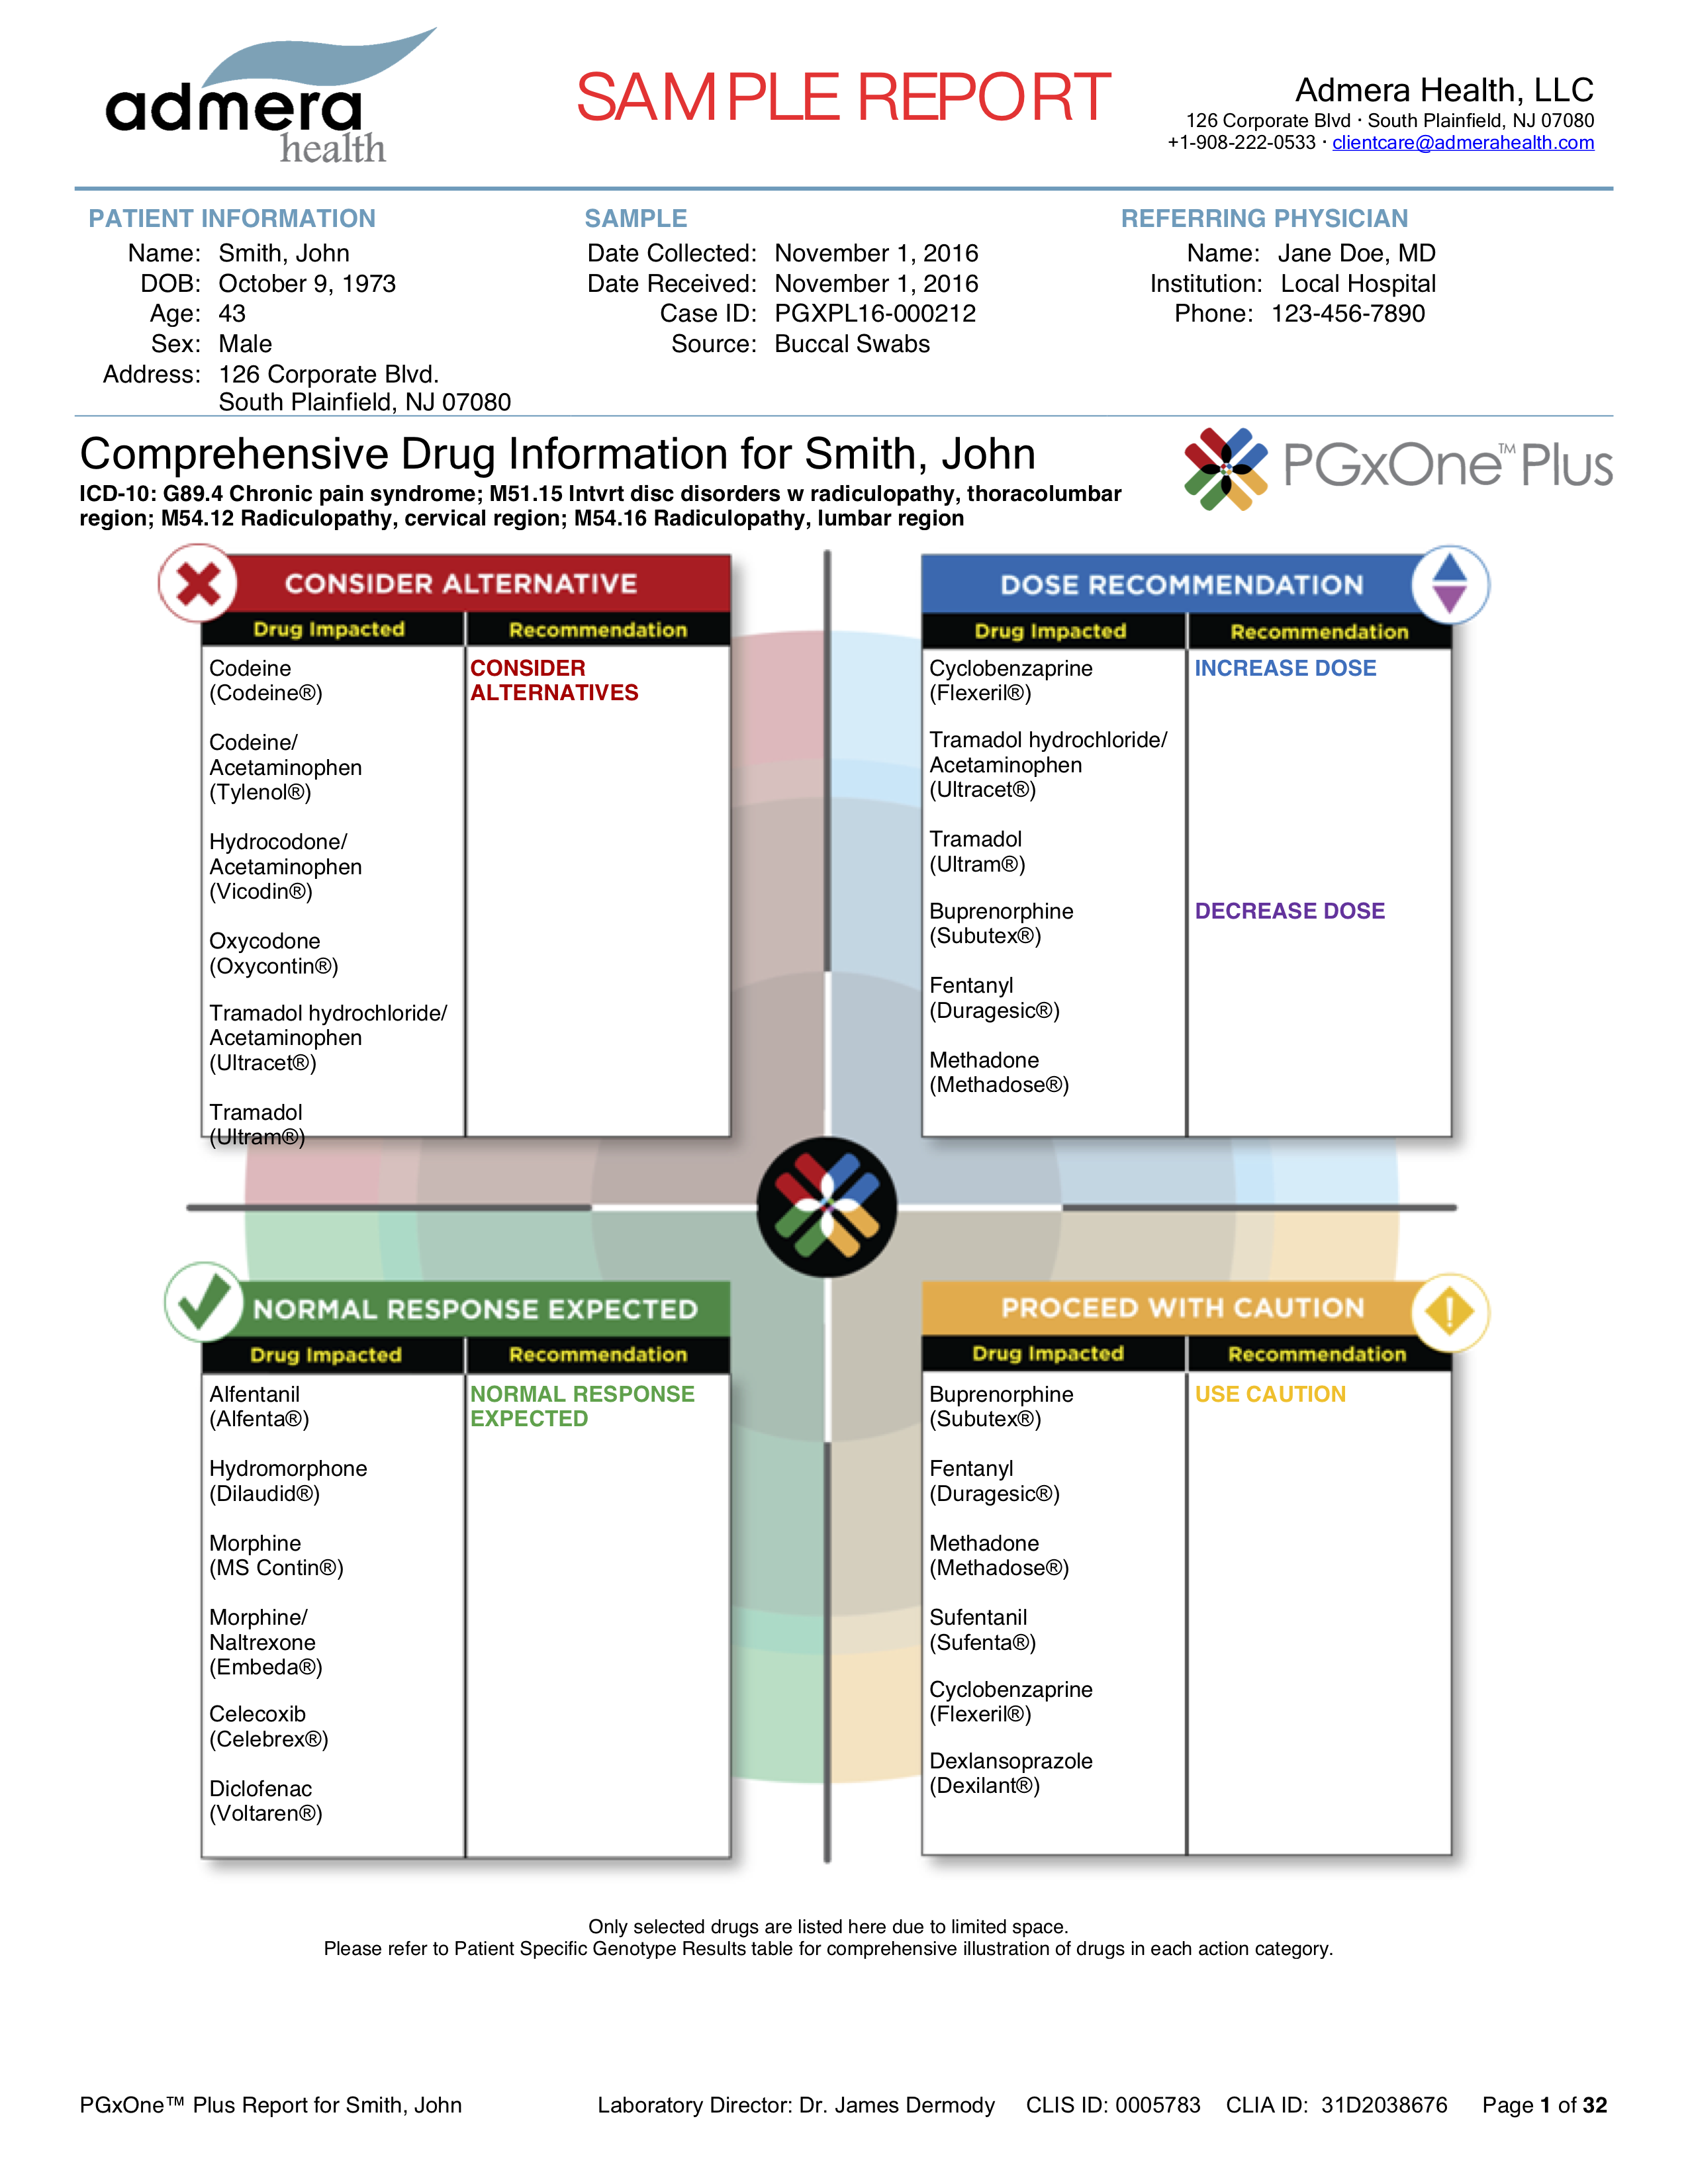 admera
health
SAMPLE REPORT
Admera Health, LLC
126 Corporate Blvd · South Plainfield, NJ 07080
+1-908-222-0533 · clientcare@admerahealth.com
PATIENT INFORMATION
Name: Smith, John
DOB: October 9, 1973
Age: 43
Sex: Male
Address: 126 Corporate Blvd.
South Plainfield, NJ 07080
SAMPLE
Date Collected: November 1, 2016
Date Received: November 1, 2016
Case ID: PGXPL16-000212
Source: Buccal Swabs
REFERRING PHYSICIAN
Name: Jane Doe, MD
Institution: Local Hospital
Phone: 123-456-7890
Comprehensive Drug Information for Smith, John
ICD-10: G89.4 Chronic pain syndrome; M51.15 Intvrt disc disorders w radiculopathy, thoracolumbar
region; M54.12 Radiculopathy, cervical region; M54.16 Radiculopathy, lumbar region
PGxOne™ Plus
CONSIDER ALTERNATIVE
Drug Impacted Recommendation
Codeine
(Codeine®)
CONSIDER
ALTERNATIVES
Codeine/
Acetaminophen
(Tylenol®)
Hydrocodone/
Acetaminophen
(Vicodin®)
Oxycodone
(Oxycontin®)
Tramadol hydrochloride/
Acetaminophen
(Ultracet®)
Tramadol
(Ultram®)
DOSE RECOMMENDATION
Drug Impacted Recommendation
Cyclobenzaprine
(Flexeril®)
INCREASE DOSE
Tramadol hydrochloride/
Acetaminophen
(Ultracet®)
Tramadol
(Ultram®)
Buprenorphine
(Subutex®)
DECREASE DOSE
Fentanyl
(Duragesic®)
Methadone
(Methadose®)
NORMAL RESPONSE EXPECTED
Drug Impacted Recommendation
Alfentanil
(Alfenta®)
NORMAL RESPONSE
EXPECTED
Hydromorphone
(Dilaudid®)
Morphine
(MS Contin®)
Morphine/
Naltrexone
(Embeda®)
Celecoxib
(Celebrex®)
Diclofenac
(Voltaren®)
PROCEED WITH CAUTION
Drug Impacted Recommendation
Buprenorphine
(Subutex®)
USE CAUTION
Fentanyl
(Duragesic®)
Methadone
(Methadose®)
Sufentanil
(Sufenta®)
Cyclobenzaprine
(Flexeril®)
Dexlansoprazole
(Dexilant®)
Only selected drugs are listed here due to limited space.
Please refer to Patient Specific Genotype Results table for comprehensive illustration of drugs in each action category.
PGxOne™ Plus Report for Smith, John Laboratory Director: Dr. James Dermody CLIS ID: 0005783 CLIA ID: 31D2038676 Page 1 of 32